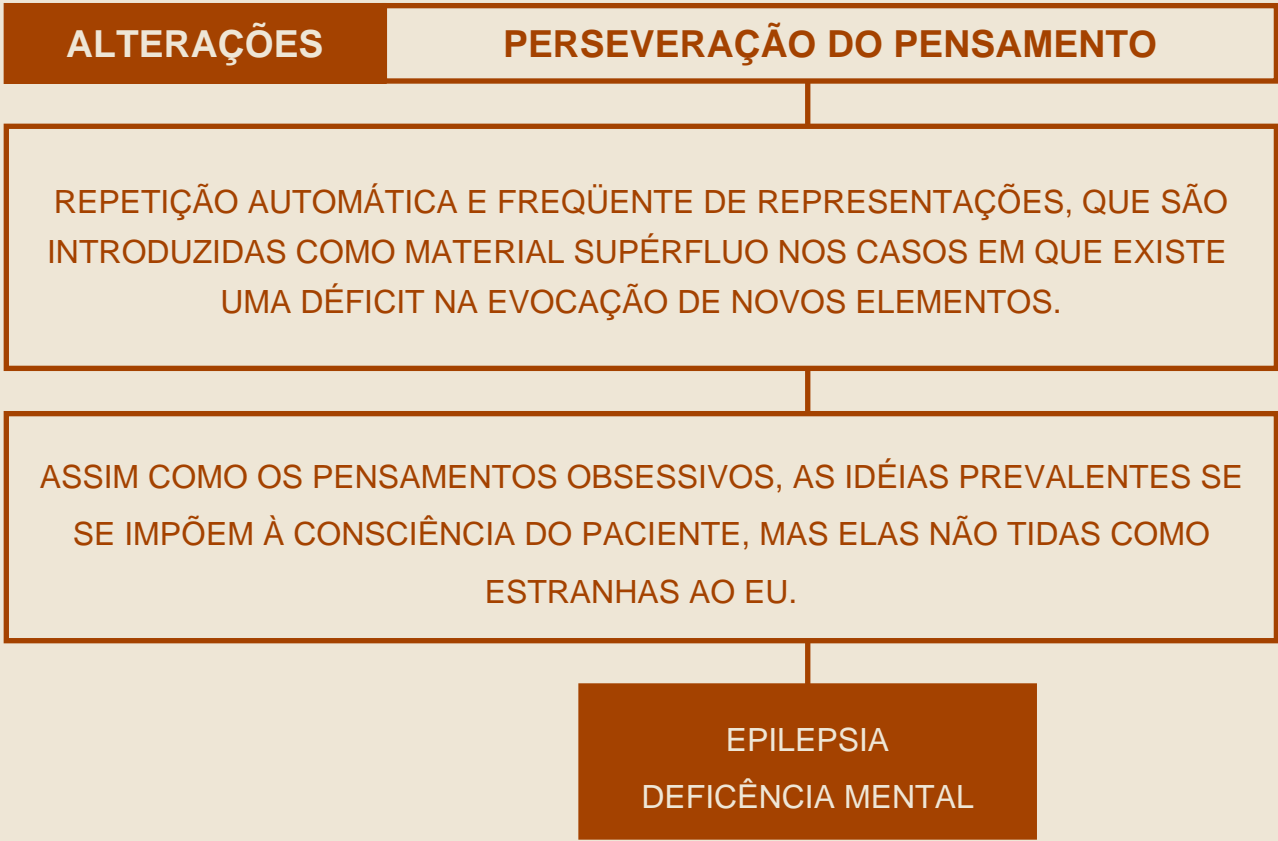 ALTERAÇÕES
PERSEVERAÇÃO DO PENSAMENTO
REPETIÇÃO AUTOMÁTICA E FREQÜENTE DE REPRESENTAÇÕES, QUE SÃO
INTRODUZIDAS COMO MATERIAL SUPÉRFLUO NOS CASOS EM QUE EXISTE
UMA DÉFICIT NA EVOCAÇÃO DE NOVOS ELEMENTOS.
ASSIM COMO OS PENSAMENTOS OBSESSIVOS, AS IDÉIAS PREVALENTES SE
SE IMPÕEM À CONSCIÊNCIA DO PACIENTE, MAS ELAS NÃO TIDAS COMO
ESTRANHAS AO EU.
EPILEPSIA
DEFICÊNCIA MENTAL